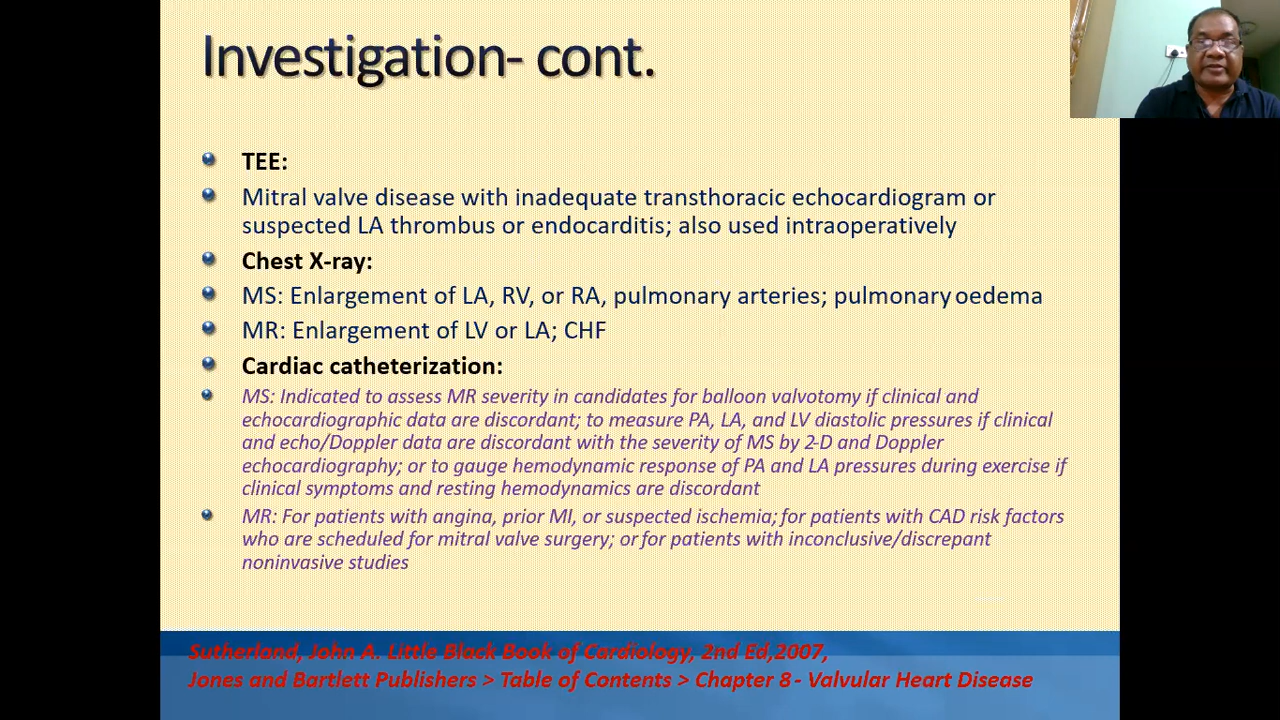 Investigation- cont.
TEE:
Mitral valve disease with inadequate transthoracic echocardiogram or
suspected LA thrombus or endocarditis; also used intraoperatively
Chest X-ray:
MS: Enlargement of LA, RV, or RA, pulmonary arteries; pulmonary oedema
MR: Enlargement of LV or LA; CHF
Cardiac catheterization:
MS: Indicated to assess MR severity in candidates for balloon valvotomy if clinical and
echocardiographic data are discordant; to measure PA, LA, and LV diastolic pressures if clinical
and echo/Doppler data are discordant with the severity of MS by 2-D and Doppler
echocardiography; or to gauge hemodynamic response of PA and LA pressures during exercise if
clinical symptoms and resting hemodynamics are discordant
MR: For patients with angina, prior MI, or suspected ischemia; for patients with CAD risk factors
who are scheduled for mitral valve surgery; or for patients with inconclusive/discrepant
noninvasive studies
Sutherland, John A. Little Black Book of Cardiology, 2nd Ed,2007,
Jones and Bartlett Publishers > Table of Contents > Chapter 8 - Valvular Heart Disease